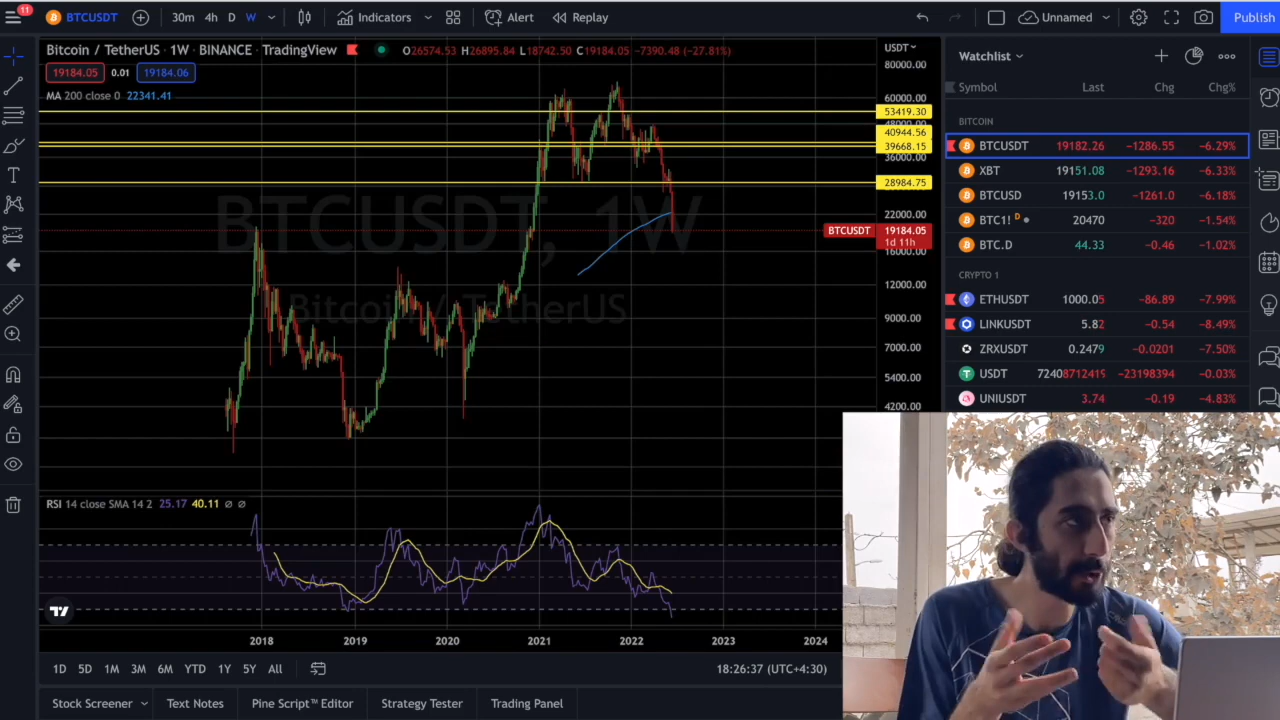 11
BTCUSDT 30m 4h D W Indicators Alert Replay Unnamed Publish
Bitcoin / TetherUS · 1W · BINANCE · TradingView O26574.53 H26895.84 L18742.50 C19184.05 −7390.48 (−27.81%)
19184.05 0.01 19184.06
MA 200 close 0 22341.41
USDT
80000.00
60000.00
53419.30
48000.00
40944.56
39668.15
36000.00
28984.75
22000.00
BTCUSDT 19184.05
1d 11h
16000.00
12000.00
9000.00
7000.00
5400.00
4200.00
BTCUSDT, 1W
Bitcoin / TetherUS
RSI 14 close SMA 14 2 25.17 40.11 ∅ ∅
2018 2019 2020 2021 2022 2023 2024
1D 5D 1M 3M 6M YTD 1Y 5Y All 18:26:37 (UTC+4:30)
Stock Screener Text Notes Pine Script™ Editor Strategy Tester Trading Panel
Watchlist
Symbol Last Chg Chg%
BITCOIN
BTCUSDT 19182.26 −1286.55 −6.29%
XBT 19151.08 −1293.16 −6.33%
BTCUSD 19153.0 −1261.0 −6.18%
BTC1! D 20470 −320 −1.54%
BTC.D 44.33 −0.46 −1.02%
CRYPTO 1
ETHUSDT 1000.05 −86.89 −7.99%
LINKUSDT 5.82 −0.54 −8.49%
ZRXUSDT 0.2479 −0.0201 −7.50%
USDT 72408712419 −23198394 −0.03%
UNIUSDT 3.74 −0.19 −4.83%